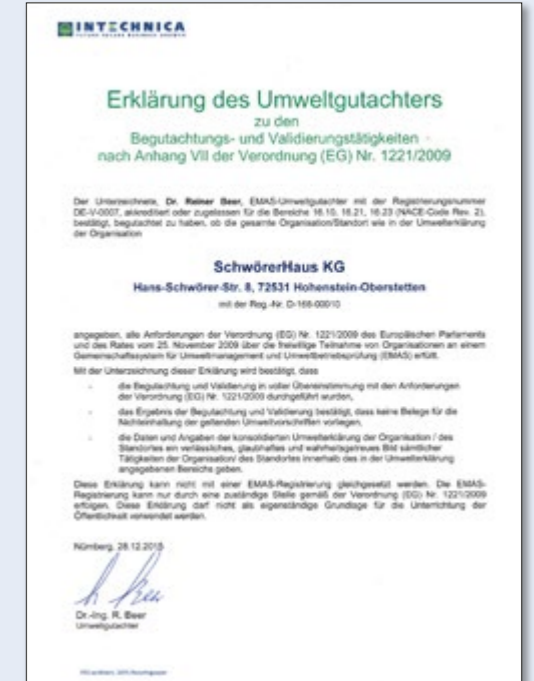 INTECHNICA
Erklärung des Umweltgutachters
zu den
Begutachtungs- und Validierungstätigkeiten
nach Anhang VII der Verordnung (EG) Nr. 1221/2009
Der Unterzeichnete, Dr. Reiner Beer, EMAS-Umweltgutachter mit der Registrierungsnummer
DE-V-0007, akkreditiert oder zugelassen für die Bereiche 16.10, 16.21, 16.23 (NACE-Code Rev. 2),
bestätigt, begutachtet zu haben, ob die gesamte Organisation/Standort wie in der Umwelterklärung
der Organisation
SchwörerHaus KG
Hans-Schwörer-Str. 8, 72531 Hohenstein-Oberstetten
mit der Reg.-Nr. D-168-00010
angegeben, alle Anforderungen der Verordnung (EG) Nr. 1221/2009 des Europäischen Parlaments
und des Rates vom 25. November 2009 über die freiwillige Teilnahme von Organisationen an einem
Gemeinschaftssystem für Umweltmanagement und Umweltbetriebsprüfung (EMAS) erfüllt.
Mit der Unterzeichnung dieser Erklärung wird bestätigt, dass
- die Begutachtung und Validierung in voller Übereinstimmung mit den Anforderungen
der Verordnung (EG) Nr. 1221/2009 durchgeführt wurden,
- das Ergebnis der Begutachtung und Validierung bestätigt, dass keine Belege für die
Nichteinhaltung der geltenden Umweltvorschriften vorliegen,
- die Daten und Angaben der konsolidierten Umwelterklärung der Organisation / des
Standortes ein verlässliches, glaubhaftes und wahrheitsgetreues Bild sämtlicher
Tätigkeiten der Organisation/ des Standortes innerhalb des in der Umwelterklärung
angegebenen Bereichs geben.
Diese Erklärung kann nicht mit einer EMAS-Registrierung gleichgesetzt werden. Die EMAS-
Registrierung kann nur durch eine zuständige Stelle gemäß der Verordnung (EG) Nr. 1221/2009
erfolgen. Diese Erklärung darf nicht als eigenständige Grundlage für die Unterrichtung der
Öffentlichkeit verwendet werden.
Nürnberg, 28.12.2015
Dr.-Ing. R. Beer
Umweltgutachter